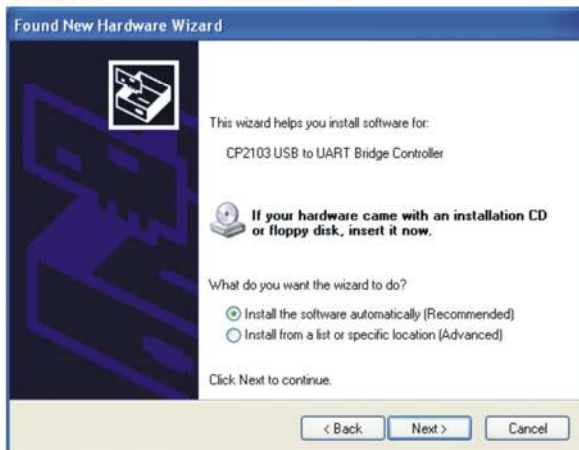 Found New Hardware Wizard
This wizard helps you install software for:
CP2103 USB to UART Bridge Controller
If your hardware came with an installation CD
or floppy disk, insert it now.
What do you want the wizard to do?
Install the software automatically (Recommended)
Install from a list or specific location (Advanced)
Click Next to continue.
< Back Next > Cancel